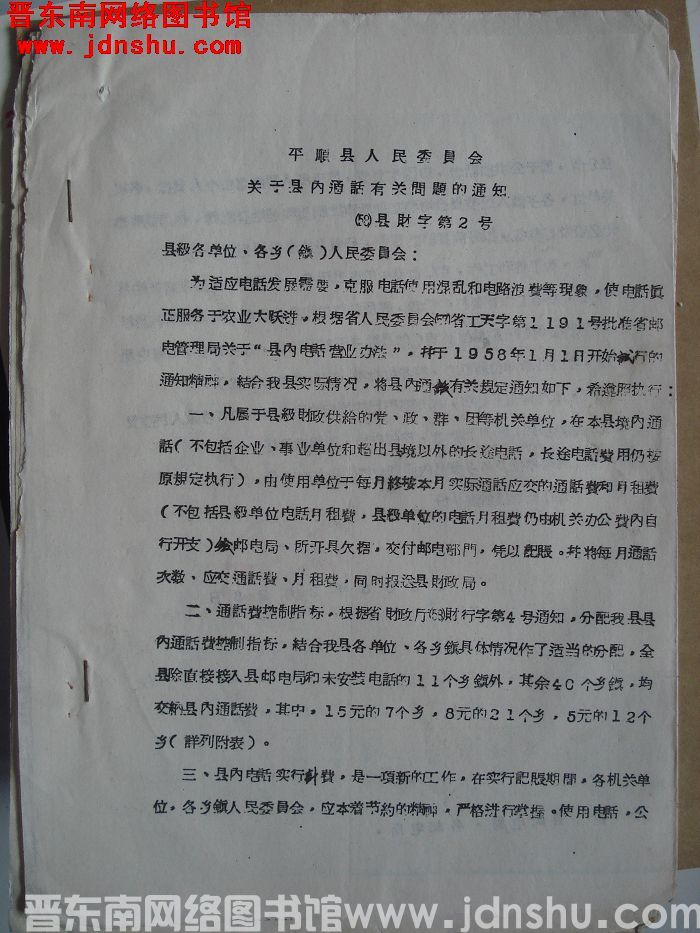 晋东南网络图书馆
www.jdnshu.com
平順县人民委員会
关于县内通話有关問題的通知
(58)县財字第2号
县級各单位、各乡(鎮)人民委員会:
为适应电話发展需要,克服电話使用混乱和电路浪費等現象,使电話眞
正服务于农业大跃进,根据省人民委員会 省工天字第1191号批准省邮
电管理局关于“县内电話营业办法”,并于1958年1月1日开始 的
通知精神,結合我县实际情况,将县内通話有关规定通知如下,希遵照执行:
一、凡属于县級財政供給的党、政、群、团等机关单位,在本县境内通
話(不包括企业、事业单位和超出县境以外的长途电話,长途电話費用仍按
原規定执行),由使用单位于每月終按本月实际通話应交的通話費和月租費
(不包括县級单位电話月租費,县級单位的电話月租費仍由机关办公費內自
行开支)給邮电局、所开具欠据,交付邮电部門,凭以記賬。并将每月通話
次数、应交通話費、月租費,同时报送县財政局。
二、通話費控制指标,根据省財政厅(58)財行字第4号通知,分配我县县
内通話費控制指标,結合我县各单位、各乡鎮具体情况作了适当的分配,全
县除直接接入县邮电局和未安装电話的11个乡鎮外,其余40个乡鎮,均
交納县内通話費,其中,15元的7个乡,8元的21个乡,5元的12个
乡(詳列附表)。
三、县内电話实行計費,是一項新的工作,在实行記賬期間,各机关单
位,各乡鎮人民委員会,应本着节約的精神,严格进行掌握。使用电話,公
晋东南网络图书馆 www.jdnshu.com